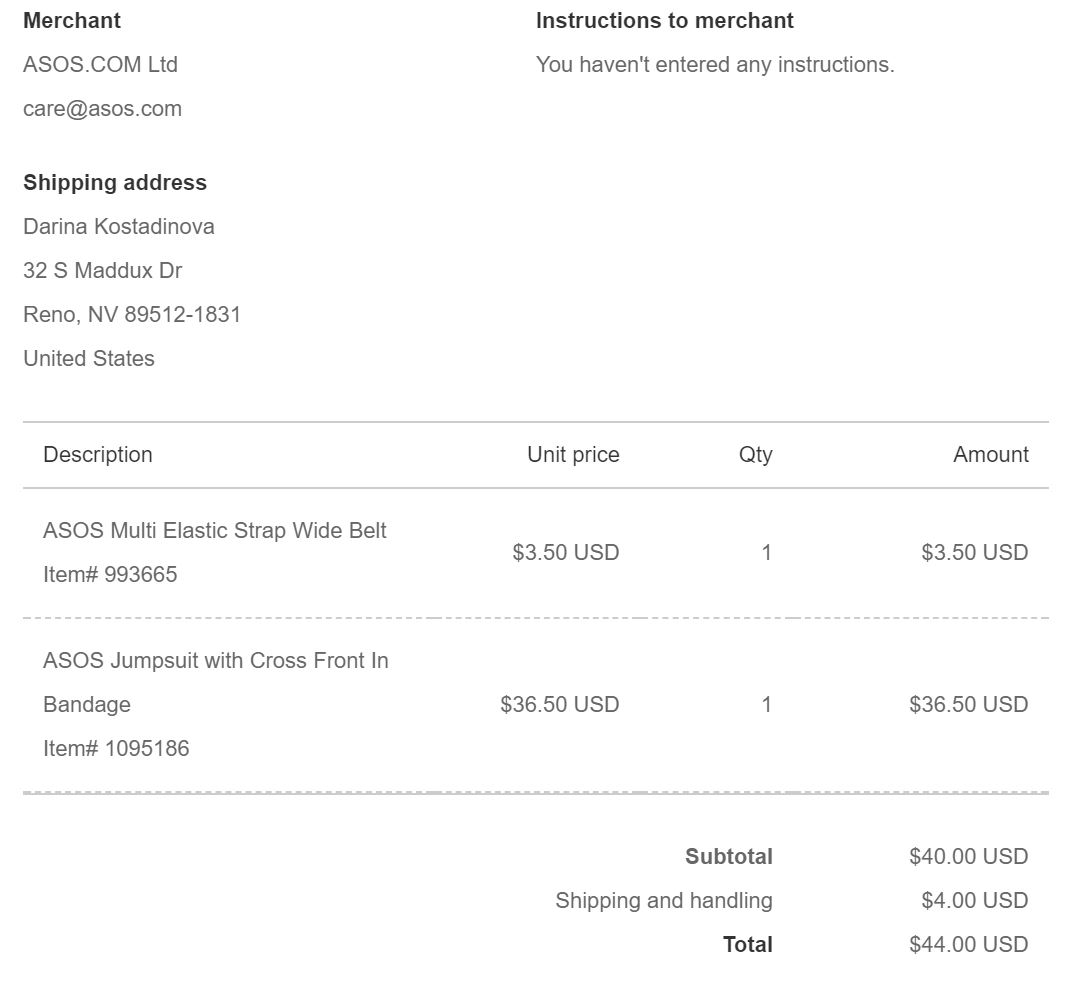 Merchant
ASOS.COM Ltd
care@asos.com
Instructions to merchant
You haven't entered any instructions.
Shipping address
Darina Kostadinova
32 S Maddux Dr
Reno, NV 89512-1831
United States
Description Unit price Qty Amount
ASOS Multi Elastic Strap Wide Belt
Item# 993665
$3.50 USD 1 $3.50 USD
ASOS Jumpsuit with Cross Front In
Bandage
Item# 1095186
$36.50 USD 1 $36.50 USD
Subtotal $40.00 USD
Shipping and handling $4.00 USD
Total $44.00 USD